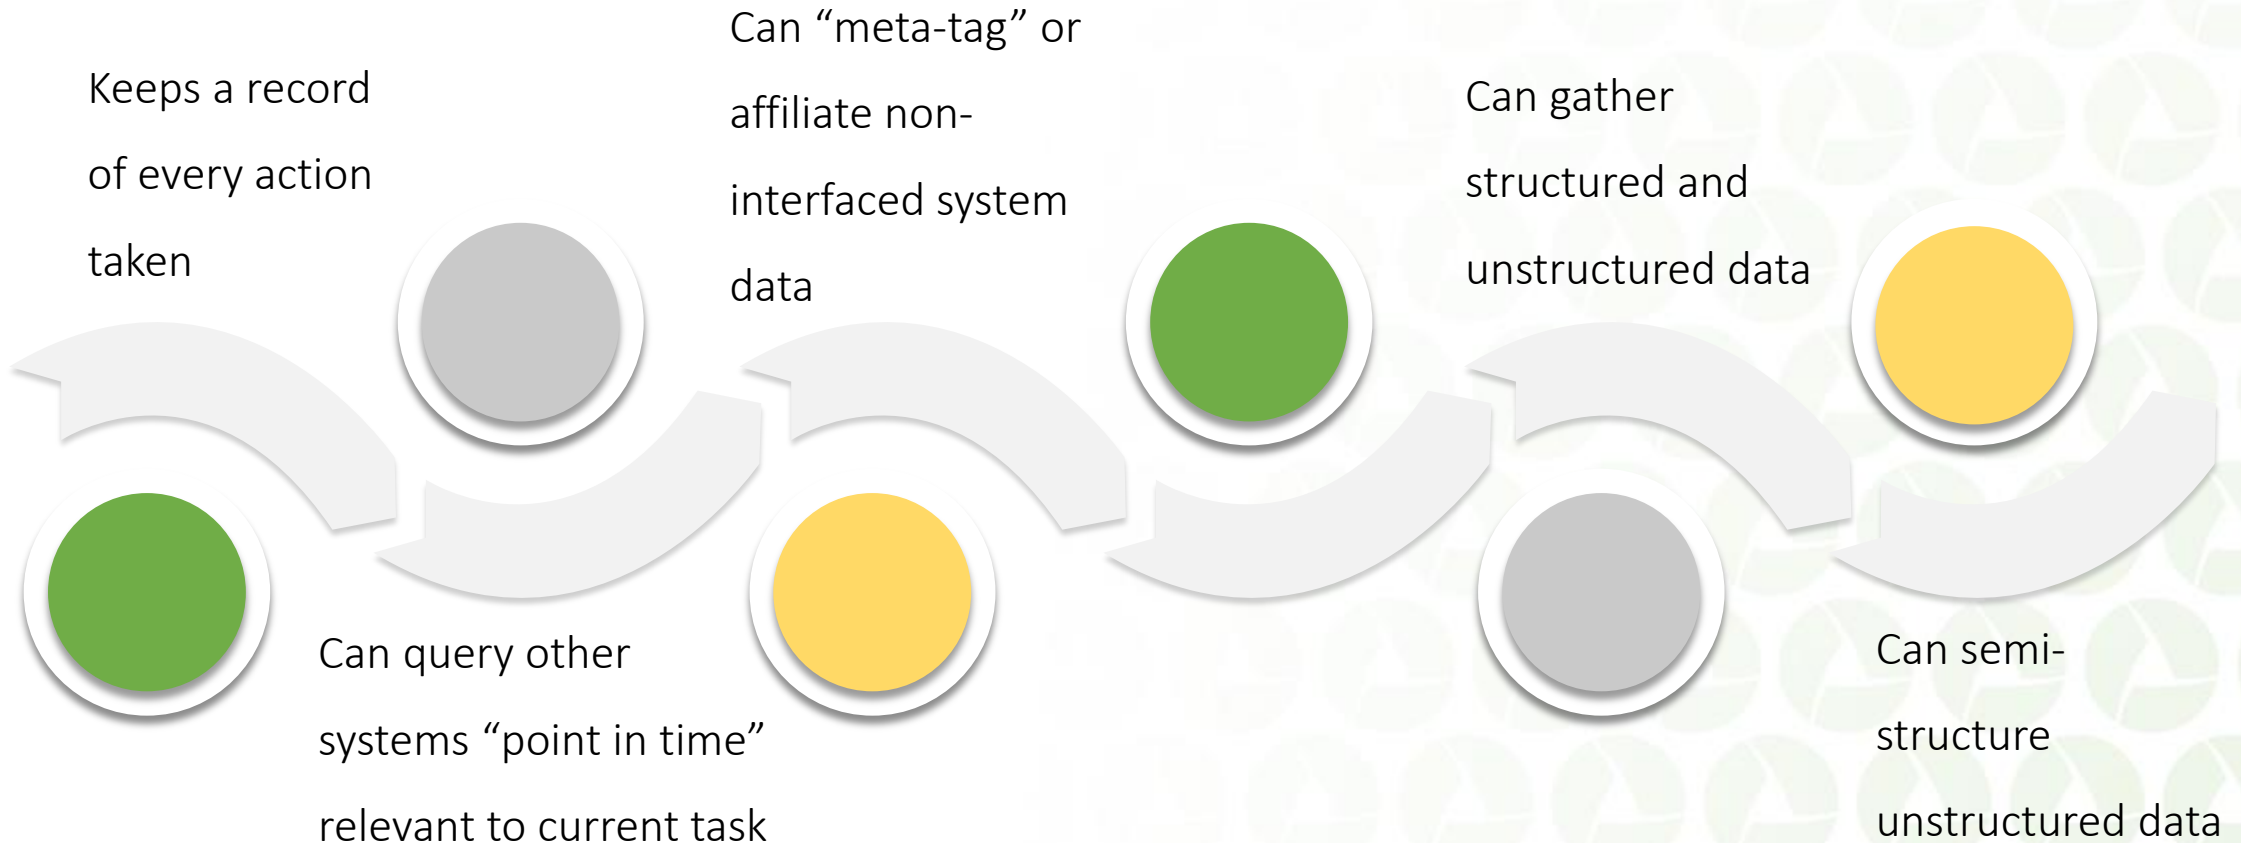 Keeps a record
of every action
taken
Can query other
systems “point in time”
relevant to current task
Can “meta-tag” or
affiliate non-
interfaced system
data
Can gather
structured and
unstructured data
Can semi-
structure
unstructured data